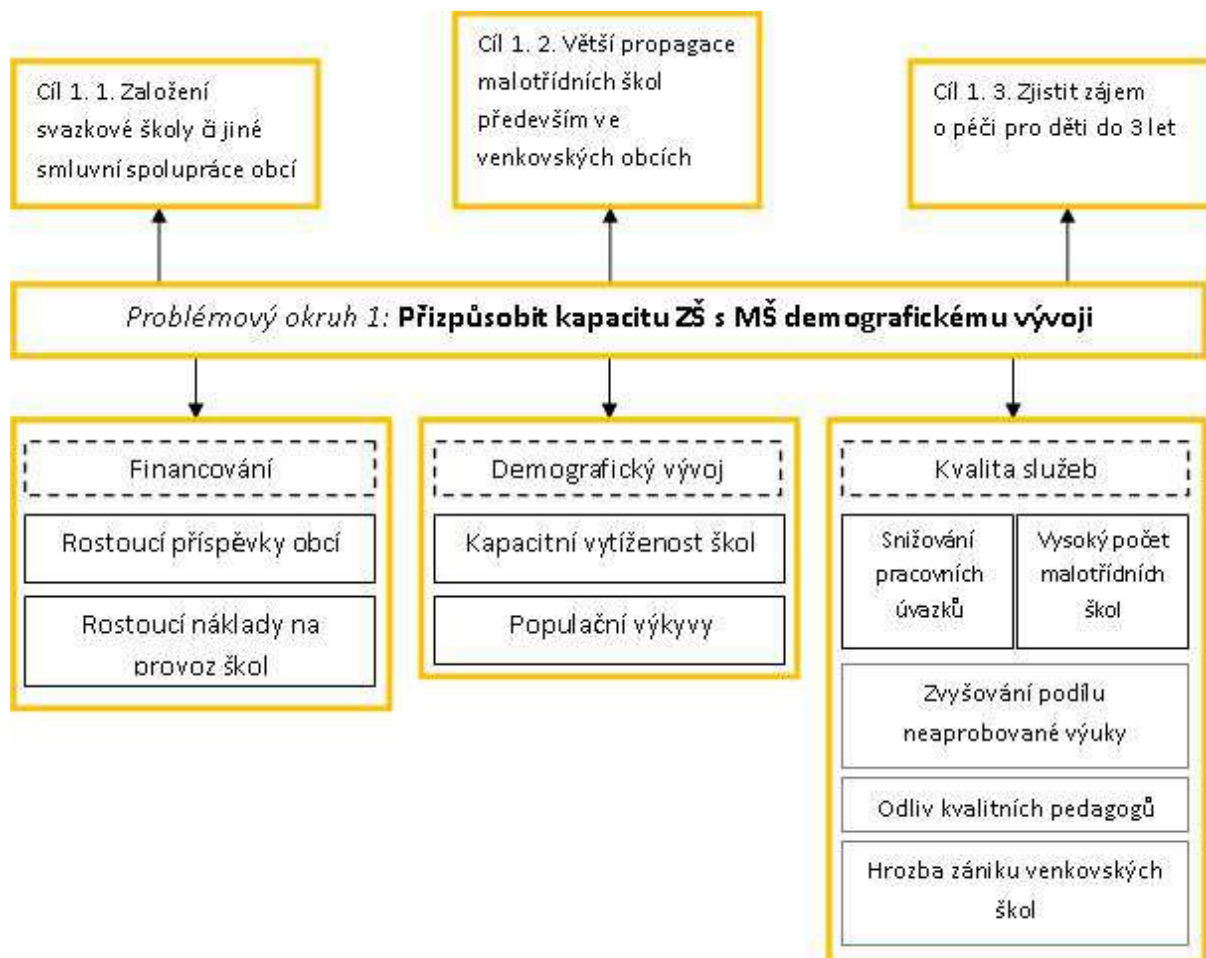 Cíl 1. 1. Založení
svazkové školy či jiné
smluvní spolupráce obcí
Cíl 1. 2. Větší propagace
malotřídních škol
především ve
venkovských obcích
Cíl 1. 3. Zjistit zájem
o péči pro děti do 3 let
Problémový okruh 1: Přizpůsobit kapacitu ZŠ s MŠ demografickému vývoji
Financování
Rostoucí příspěvky obcí
Rostoucí náklady na
provoz škol
Demografický vývoj
Kapacitní vytíženost škol
Populační výkyvy
Kvalita služeb
Snižování
pracovních
úvazků
Vysoký počet
malotřídních
škol
Zvyšování podílu
neaprobované výuky
Odliv kvalitních pedagogů
Hrozba zániku venkovských
škol